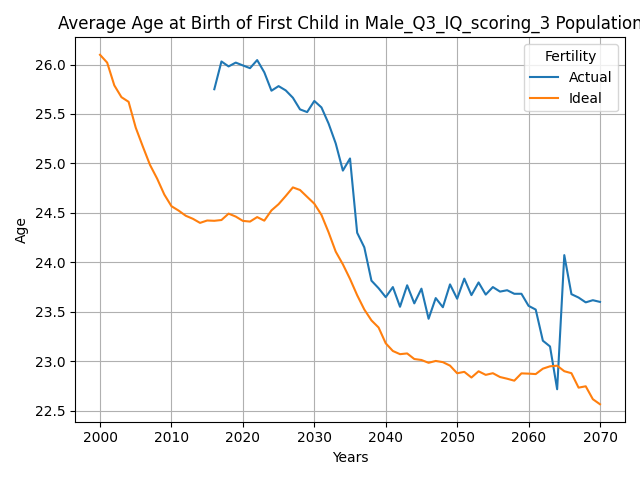 Average Age at Birth of First Child in Male_Q3_IQ_scoring_3 Population
Fertility
Actual
Ideal
26.0
25.5
25.0
24.5
24.0
23.5
23.0
22.5
Age
2000 2010 2020 2030 2040 2050 2060 2070
Years